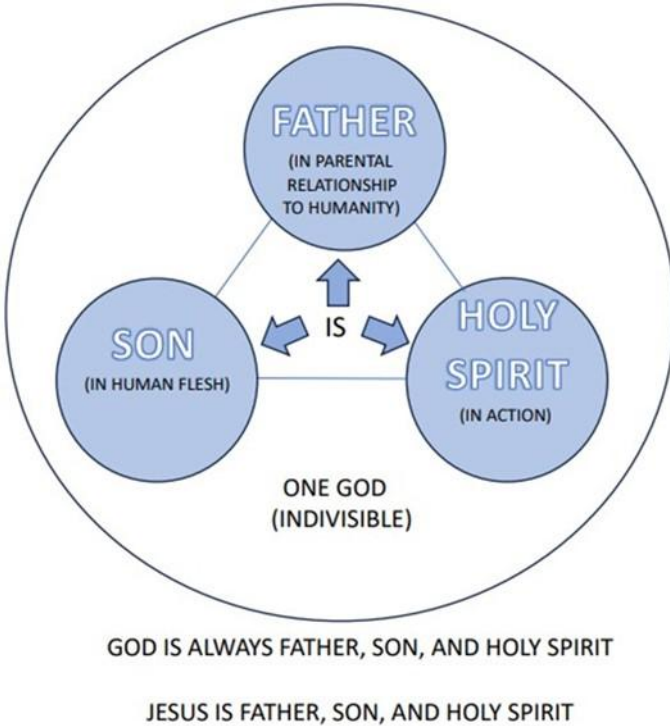 FATHER
(IN PARENTAL
RELATIONSHIP
TO HUMANITY)
IS
SON
(IN HUMAN FLESH)
HOLY
SPIRIT
(IN ACTION)
ONE GOD
(INDIVISIBLE)
GOD IS ALWAYS FATHER, SON, AND HOLY SPIRIT
JESUS IS FATHER, SON, AND HOLY SPIRIT